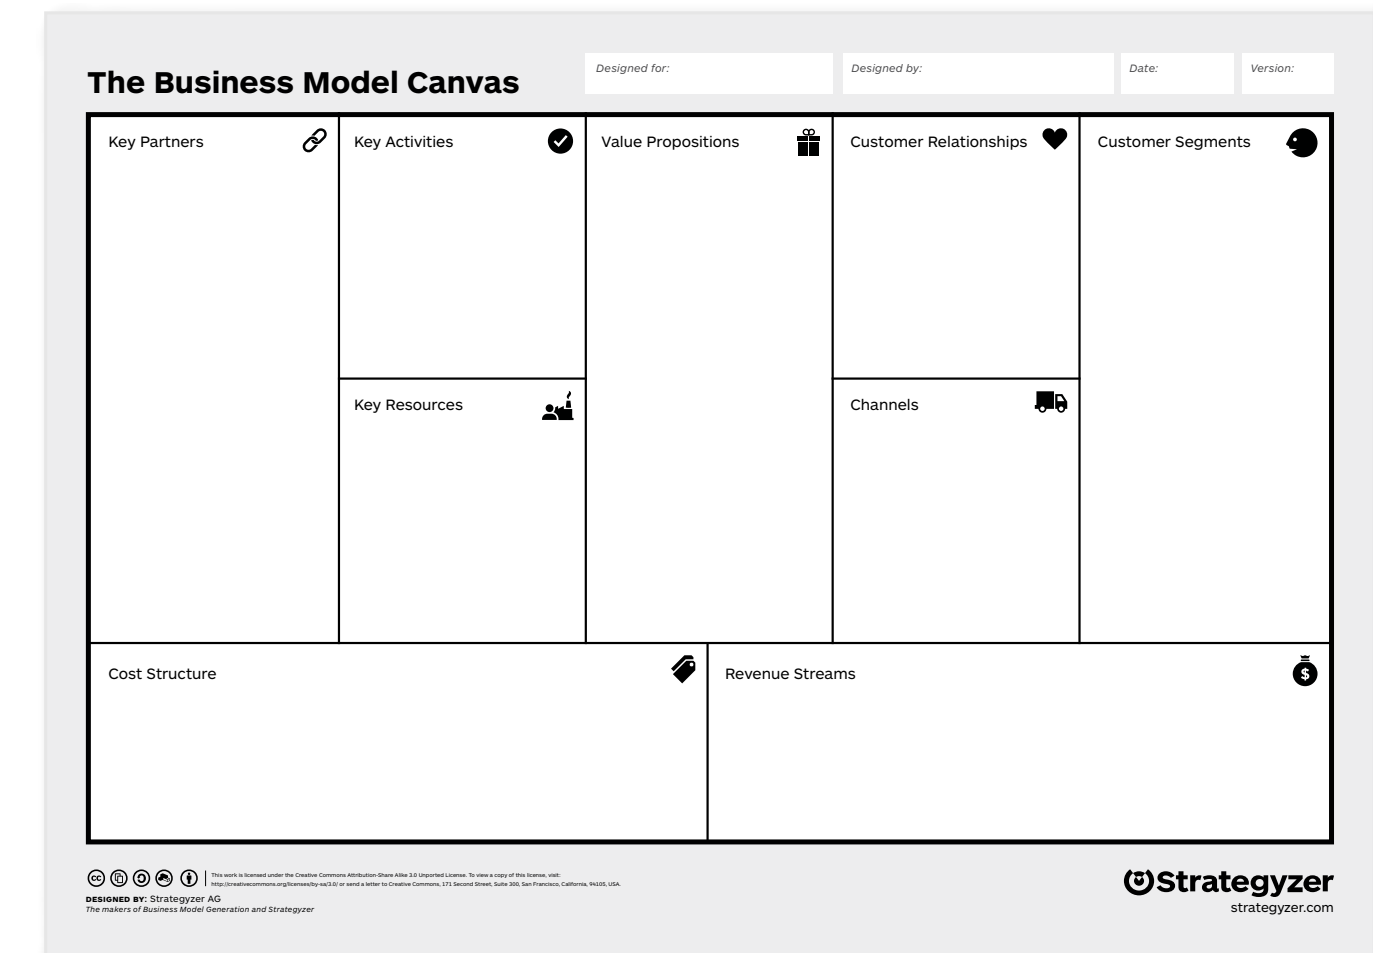 The Business Model Canvas
Designed for:
Designed by:
Date:
Version:
Key Partners
Key Activities
Value Propositions
Customer Relationships
Customer Segments
Key Resources
Channels
Cost Structure
$
Revenue Streams
cc
This work is licensed under the Creative Commons Attribution-Share Alike 3.0 Unported License. To view a copy of this license, visit:
http://creativecommons.org/licenses/by-sa/3.0/ or send a letter to Creative Commons, 171 Second Street, Suite 300, San Francisco, California, 94105, USA.
DESIGNED BY: Strategyzer AG
The makers of Business Model Generation and Strategyzer
Strategyzer
strategyzer.com